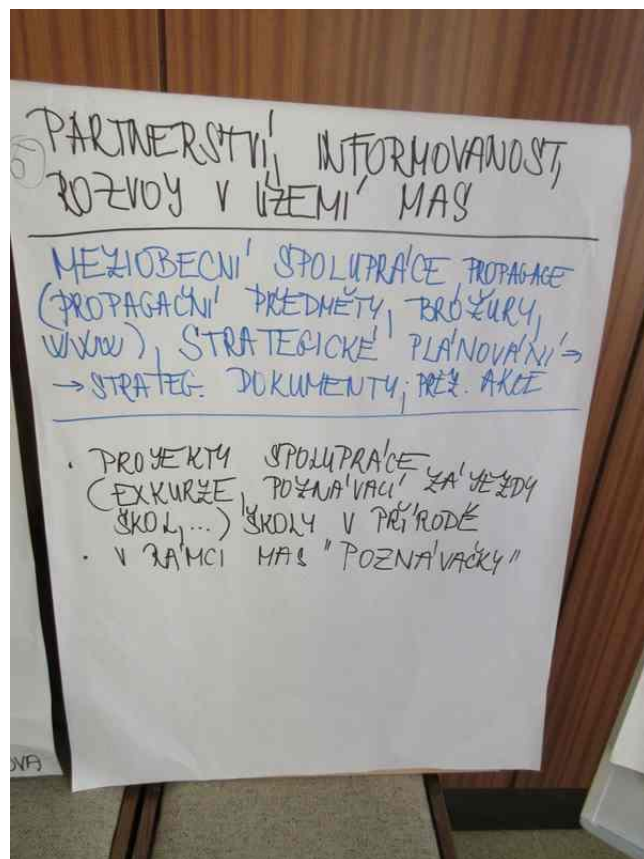 5
PARTNERSTVÍ, INFORMOVANOST,
ROZVOJ V ÚZEMÍ MAS
MEZIOBECNÍ SPOLUPRÁCE, PROPAGACE
(PROPAGAČNÍ PŘEDMĚTY, BROŽURY,
WWW), STRATEGICKÉ PLÁNOVÁNÍ →
→ STRATEG. DOKUMENTY, PREZ. AKCE
• PROJEKTY SPOLUPRÁCE
(EXKURZE, POZNÁVACÍ ZÁJEZDY
ŠKOL,...) ŠKOLY V PŘÍRODĚ
• V RÁMCI MAS "POZNÁVAČKY"
OVA